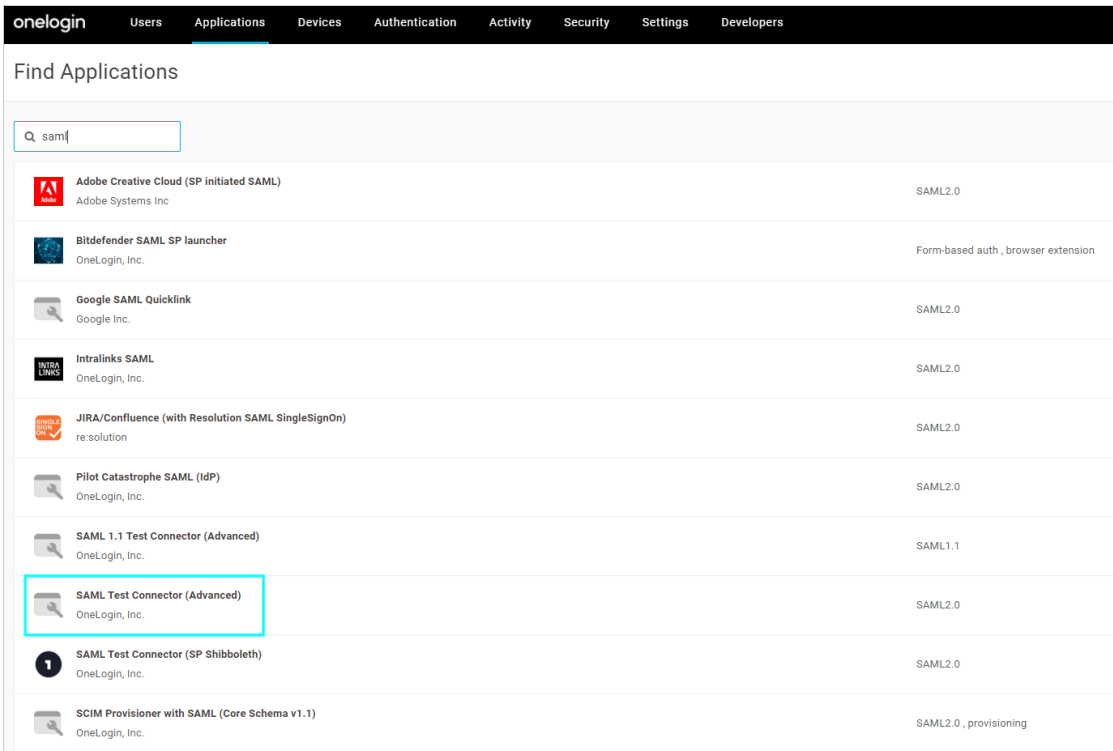 onelogin Users Applications Devices Authentication Activity Security Settings Developers
Find Applications
saml
Adobe Creative Cloud (SP initiated SAML)
Adobe
Adobe Systems Inc
SAML2.0
Bitdefender SAML SP launcher
OneLogin, Inc.
Form-based auth , browser extension
Google SAML Quicklink
Google Inc.
SAML2.0
Intralinks SAML
INTRA
LINKS
OneLogin, Inc.
SAML2.0
JIRA/Confluence (with Resolution SAML SingleSignOn)
SINGLE
SIGN
ON
re:solution
SAML2.0
Pilot Catastrophe SAML (IdP)
OneLogin, Inc.
SAML2.0
SAML 1.1 Test Connector (Advanced)
OneLogin, Inc.
SAML1.1
SAML Test Connector (Advanced)
OneLogin, Inc.
SAML2.0
SAML Test Connector (SP Shibboleth)
1
OneLogin, Inc.
SAML2.0
SCIM Provisioner with SAML (Core Schema v1.1)
OneLogin, Inc.
SAML2.0 , provisioning